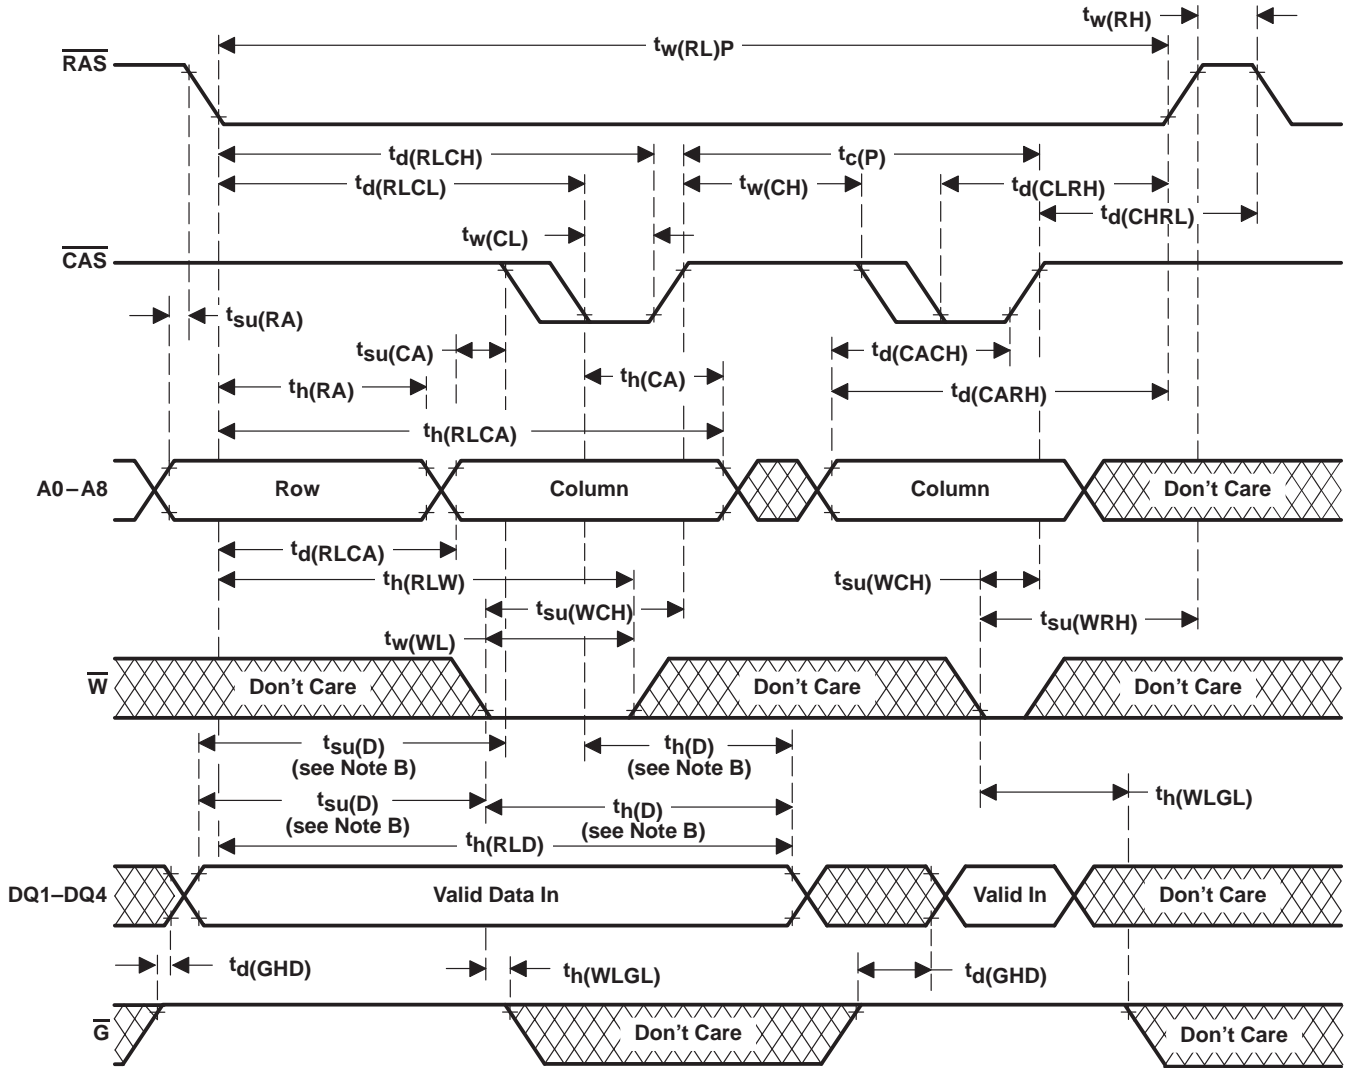 tw(RH)
tw(RL)P
RAS
td(RLCH)
tc(P)
td(RLCL)
tw(CH)
td(CLRH)
td(CHRL)
tw(CL)
CAS
tsu(RA)
tsu(CA)
td(CACH)
th(CA)
th(RA)
td(CARH)
th(RLCA)
A0–A8
Row
Column
Column
Don't Care
td(RLCA)
th(RLW)
tsu(WCH)
tsu(WCH)
tsu(WRH)
tw(WL)
W
Don't Care
Don't Care
Don't Care
tsu(D)
(see Note B)
th(D)
(see Note B)
tsu(D)
(see Note B)
th(D)
(see Note B)
th(WLGL)
th(RLD)
DQ1–DQ4
Valid Data In
Valid In
Don't Care
td(GHD)
th(WLGL)
td(GHD)
G
Don't Care
Don't Care